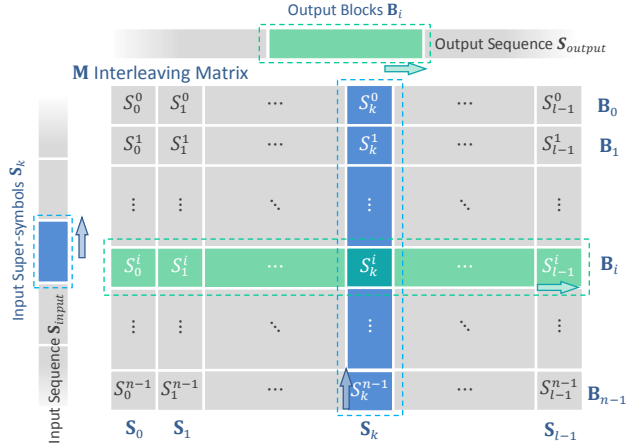 Output Blocks B_i
Output Sequence S_output
M Interleaving Matrix
Input Super-symbols S_k
Input Sequence S_input
S_0^0 S_1^0 ⋯ S_k^0 ⋯ S_{l-1}^0 B_0
S_0^1 S_1^1 ⋯ S_k^1 ⋯ S_{l-1}^1 B_1
⋮ ⋮ ⋱ ⋮ ⋱ ⋮
S_0^i S_1^i ⋯ S_k^i ⋯ S_{l-1}^i B_i
⋮ ⋮ ⋱ ⋮ ⋱ ⋮
S_0^{n-1} S_1^{n-1} ⋯ S_k^{n-1} ⋯ S_{l-1}^{n-1} B_{n-1}
S_0 S_1 S_k S_{l-1}